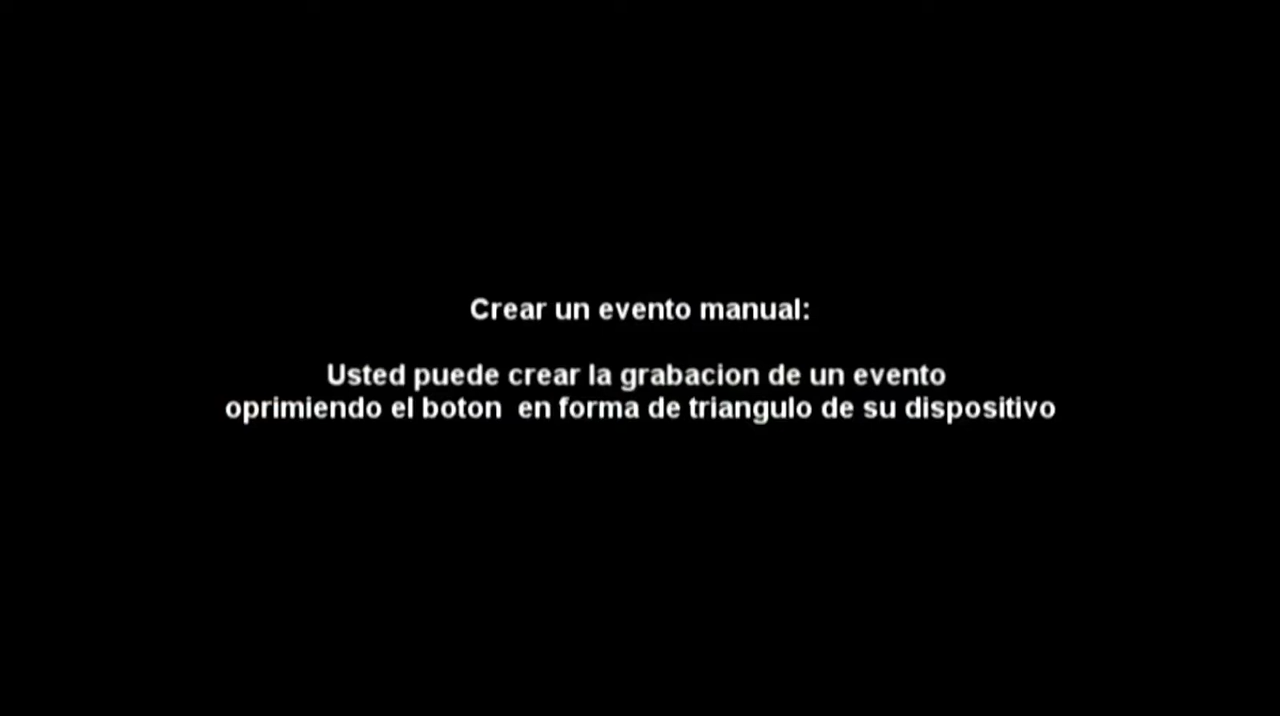 Crear un evento manual:
Usted puede crear la grabacion de un evento
oprimiendo el boton  en forma de triangulo de su dispositivo